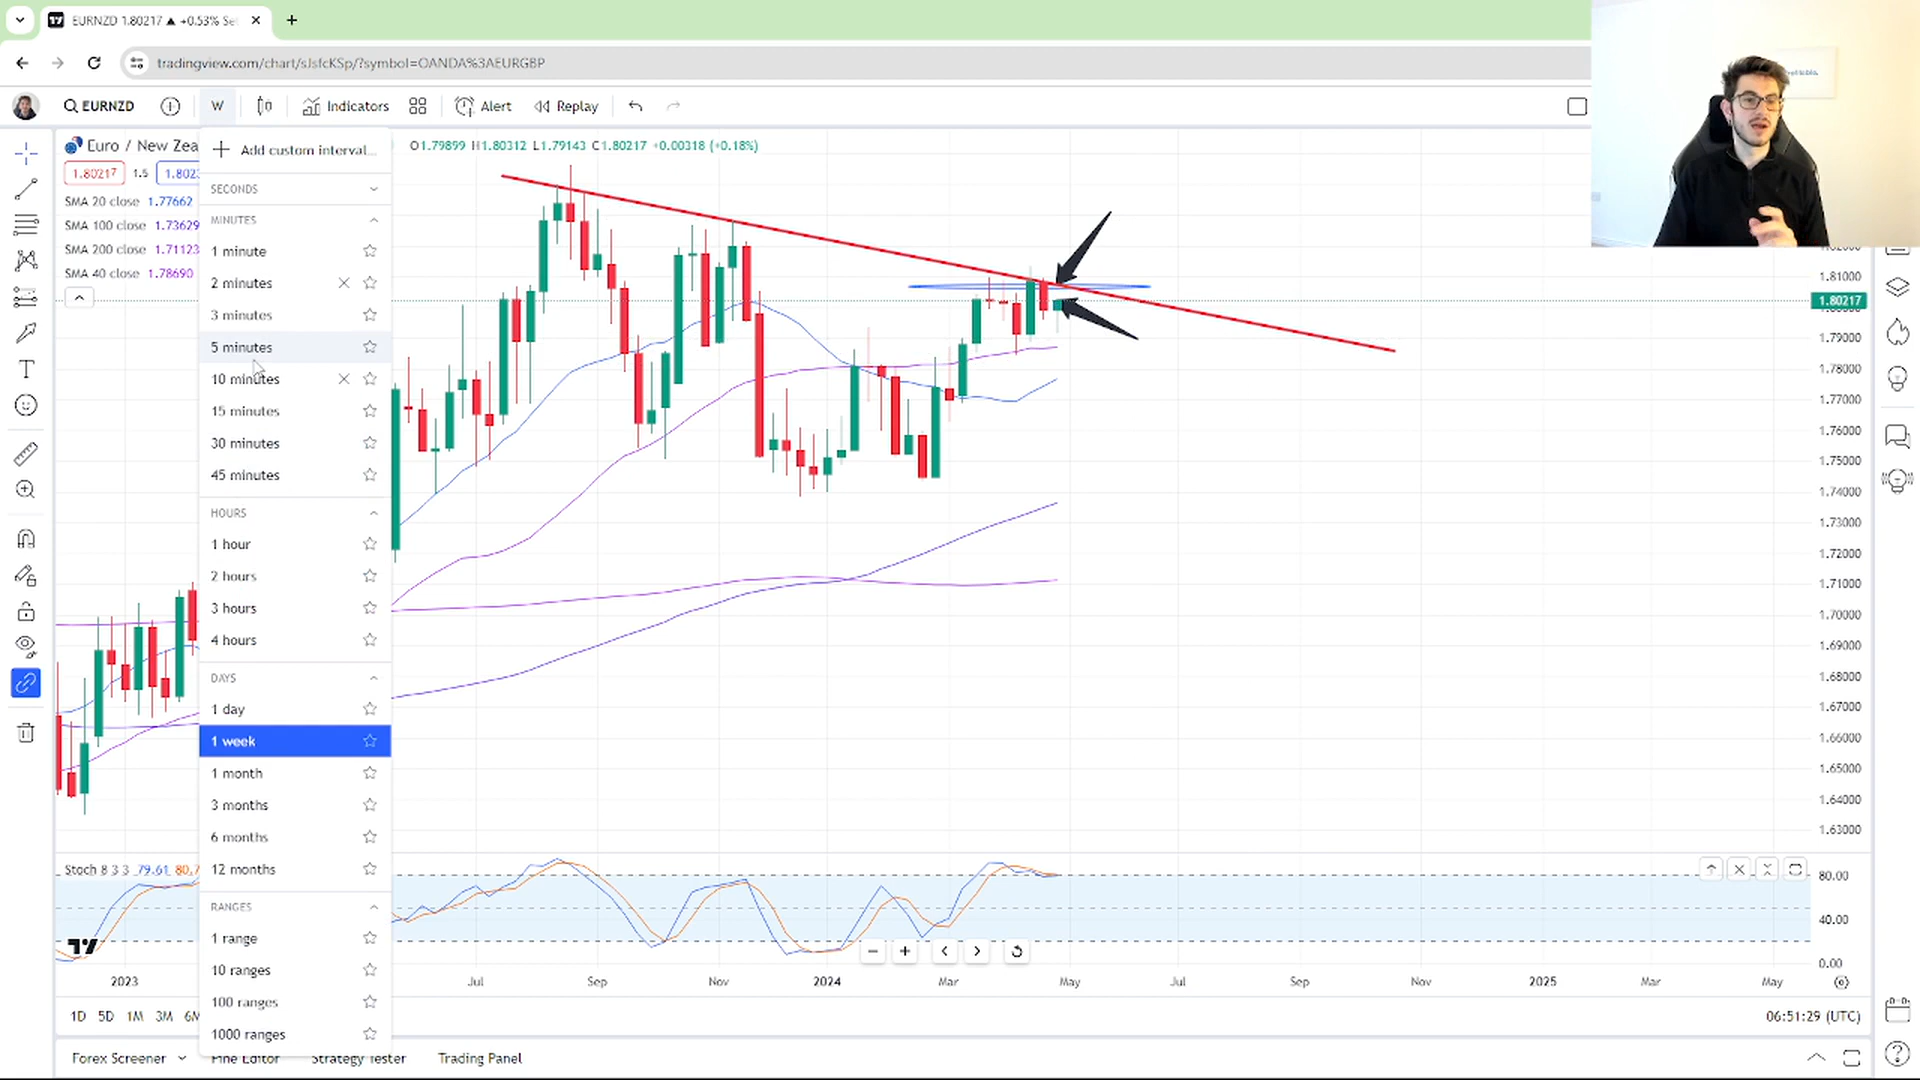 EURNZD 1.80217 ▲ +0.53%
tradingview.com/chart/sJsfcKSp/?symbol=OANDA%3AEURGBP
EURNZD
W
Indicators
Alert
Replay
Euro / New Zea
O1.79899 H1.80312 L1.79143 C1.80217 +0.00318 (+0.18%)
1.80217
1.5
SMA 20 close 1.77662
SMA 100 close 1.73629
SMA 200 close 1.71123
SMA 40 close 1.78690
Add custom interval...
SECONDS
MINUTES
1 minute
2 minutes
3 minutes
5 minutes
10 minutes
15 minutes
30 minutes
45 minutes
HOURS
1 hour
2 hours
3 hours
4 hours
DAYS
1 day
1 week
1 month
3 months
6 months
12 months
RANGES
1 range
10 ranges
100 ranges
1000 ranges
1.81000
1.80217
1.79000
1.78000
1.77000
1.76000
1.75000
1.74000
1.73000
1.72000
1.71000
1.70000
1.69000
1.68000
1.67000
1.66000
1.65000
1.64000
1.63000
Stoch 8 3 3 79.61 80.7
80.00
40.00
0.00
2023 Jul Sep Nov 2024 Mar May Jul Sep Nov 2025 Mar May
1D 5D 1M 3M 6M
06:51:29 (UTC)
Forex Screener
Pine Editor
Strategy Tester
Trading Panel